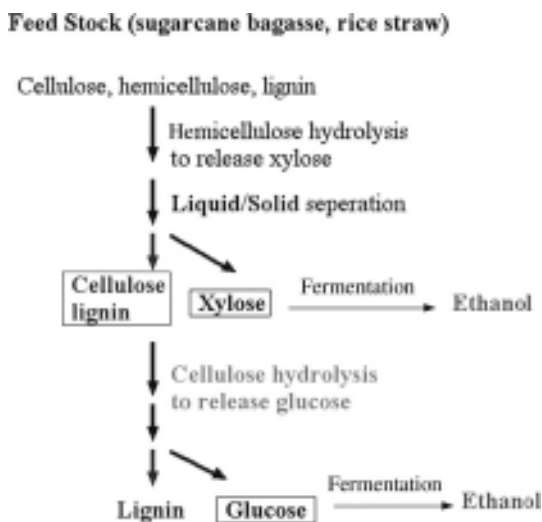 Feed Stock (sugarcane bagasse, rice straw)
Cellulose, hemicellulose, lignin
Hemicellulose hydrolysis
to release xylose
Liquid/Solid seperation
Cellulose
lignin
Xylose
Fermentation
Ethanol
Cellulose hydrolysis
to release glucose
Lignin
Glucose
Fermentation
Ethanol